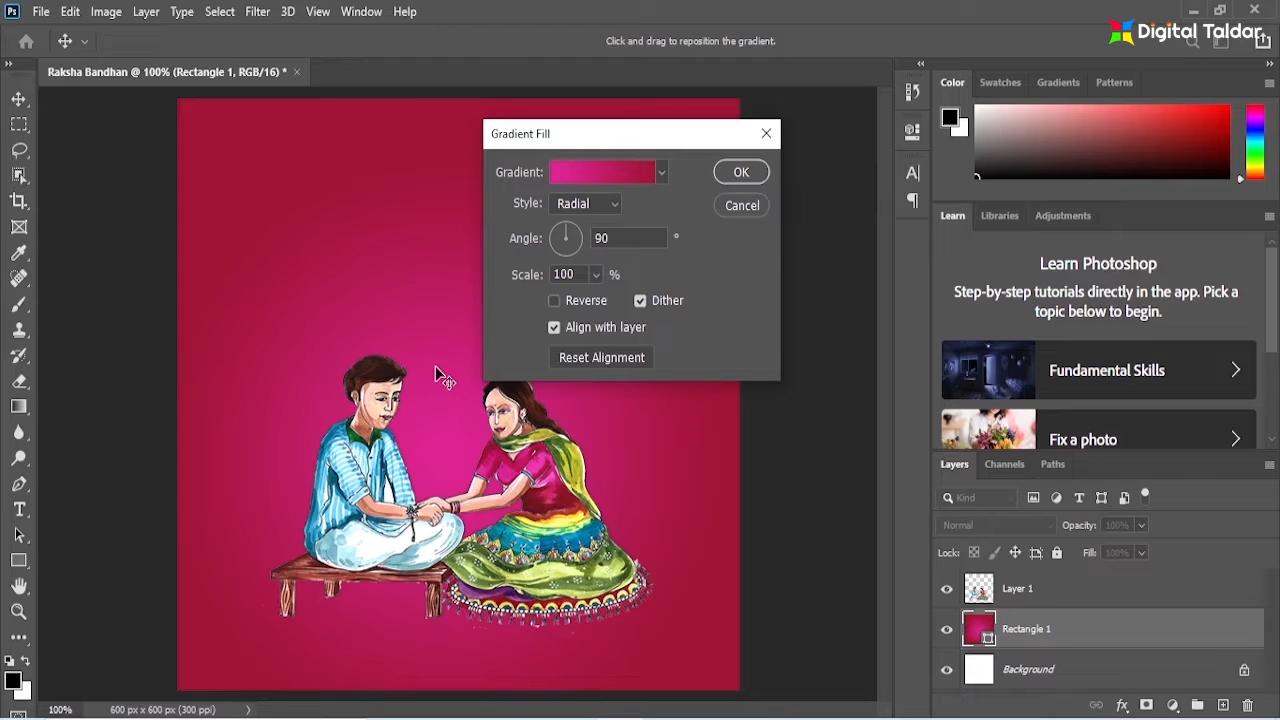 Ps File Edit Image Layer Type Select Filter 3D View Window Help
Click and drag to reposition the gradient.
Digital Taldar
Raksha Bandhan @ 100% (Rectangle 1, RGB/16) *
Color Swatches Gradients Patterns
Gradient Fill
Gradient:
OK
Style: Radial
Cancel
Angle: 90 °
Scale: 100 %
Reverse Dither
Align with layer
Reset Alignment
Learn Libraries Adjustments
Learn Photoshop
Step-by-step tutorials directly in the app. Pick a
topic below to begin.
Fundamental Skills
Fix a photo
Layers Channels Paths
Kind
Normal Opacity: 100%
Lock: Fill: 100%
Layer 1
Rectangle 1
Background
100% 600 px x 600 px (300 ppi)